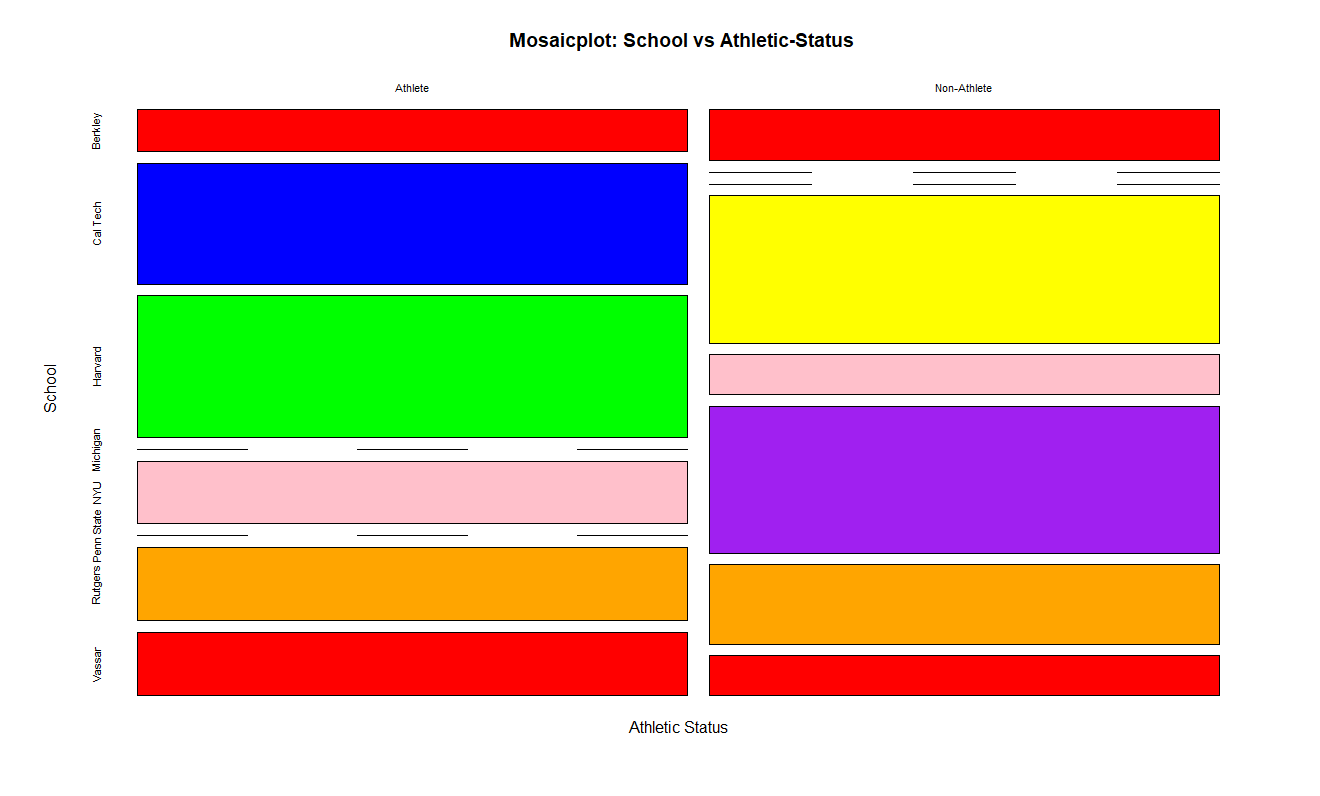 Mosaicplot: School vs Athletic-Status
Athlete
Non-Athlete
Berkley
Cal Tech
Harvard
Michigan
NYU
Penn State
Rutgers
Vassar
School
Athletic Status